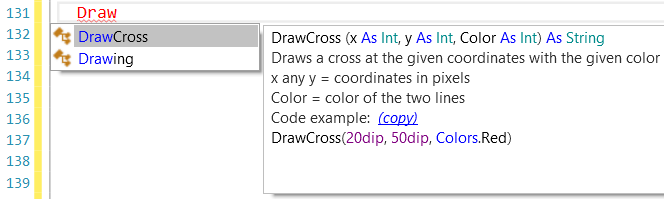 131 Draw
132 DrawCross
133 Drawing
134
135
136
137
138
139
DrawCross (x As Int, y As Int, Color As Int) As String
Draws a cross at the given coordinates with the given color
x any y = coordinates in pixels
Color = color of the two lines
Code example: (copy)
DrawCross(20dip, 50dip, Colors.Red)